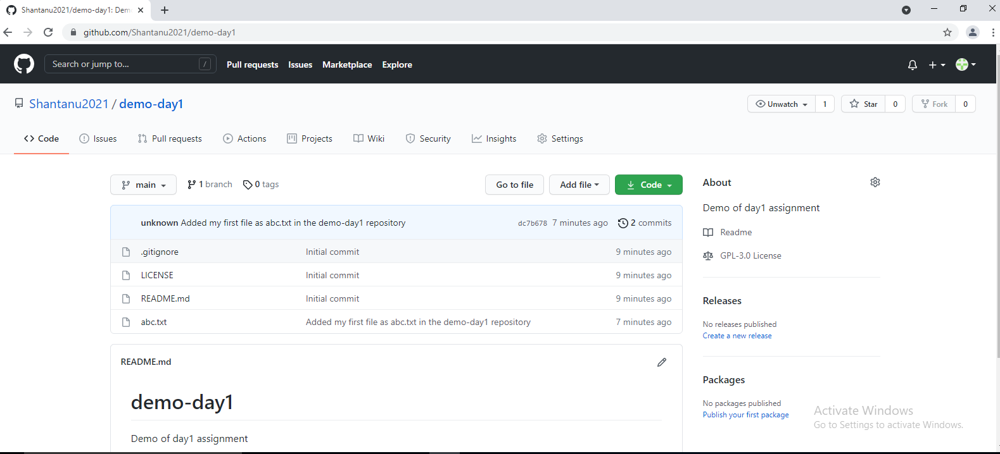 Shantanu2021/demo-day1: Dem
github.com/Shantanu2021/demo-day1
Search or jump to... / Pull requests Issues Marketplace Explore
Shantanu2021 / demo-day1 Unwatch 1 Star 0 Fork 0
Code Issues Pull requests Actions Projects Wiki Security Insights Settings
main 1 branch 0 tags Go to file Add file Code
unknown Added my first file as abc.txt in the demo-day1 repository dc7b678 7 minutes ago 2 commits
.gitignore Initial commit 9 minutes ago
LICENSE Initial commit 9 minutes ago
README.md Initial commit 9 minutes ago
abc.txt Added my first file as abc.txt in the demo-day1 repository 7 minutes ago
README.md
demo-day1
Demo of day1 assignment
About
Demo of day1 assignment
Readme
GPL-3.0 License
Releases
No releases published
Create a new release
Packages
No packages published
Publish your first package
Activate Windows
Go to Settings to activate Windows.